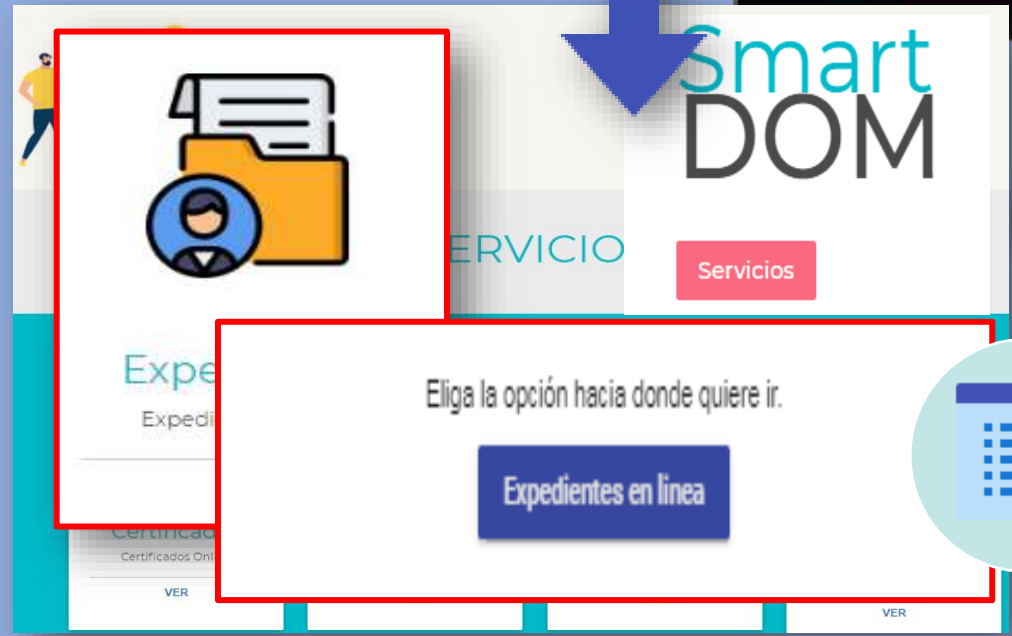 Smart
DOM
ERVICIO
Servicios
Expe
Expedi
Eliga la opción hacia donde quiere ir.
Expedientes en linea
Certificad
Certificados Onl
VER
VER